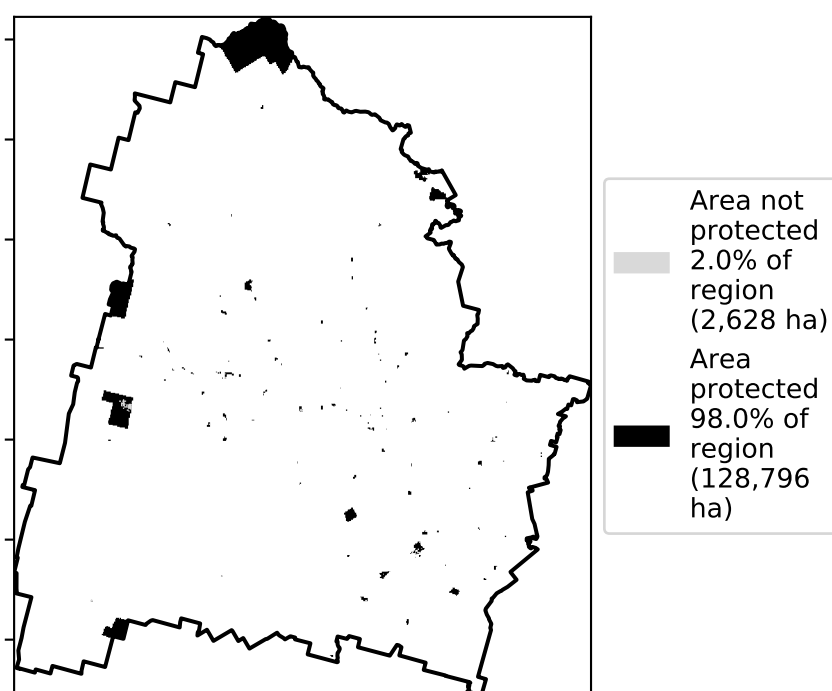 Area not
protected
2.0% of
region
(2,628 ha)
Area
protected
98.0% of
region
(128,796
ha)